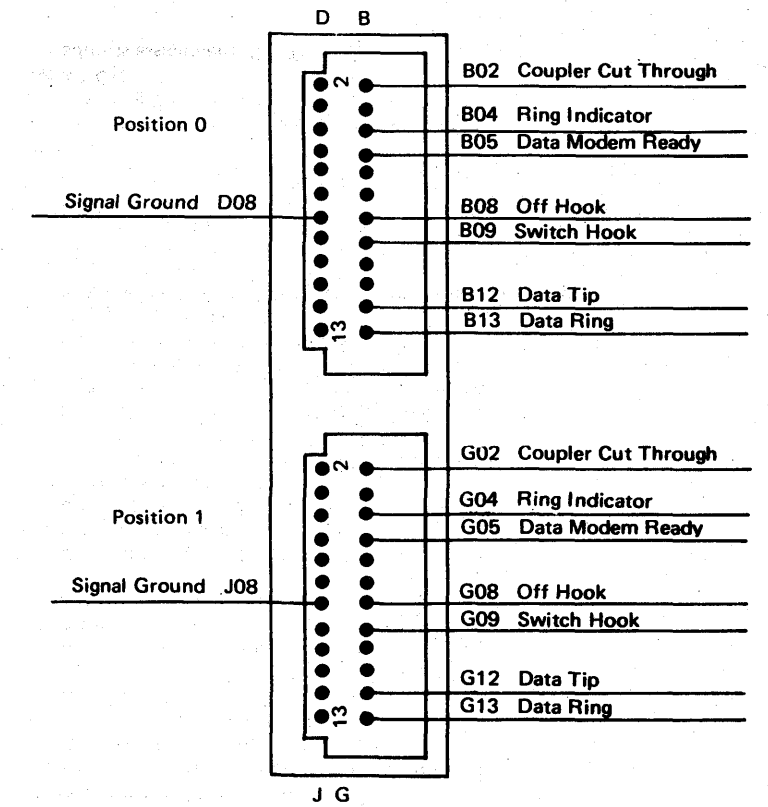 D B
2
B02 Coupler Cut Through
Position 0
B04 Ring Indicator
B05 Data Modem Ready
Signal Ground D08
B08 Off Hook
B09 Switch Hook
B12 Data Tip
B13 Data Ring
13
2
G02 Coupler Cut Through
Position 1
G04 Ring Indicator
G05 Data Modem Ready
Signal Ground J08
G08 Off Hook
G09 Switch Hook
G12 Data Tip
G13 Data Ring
13
J G